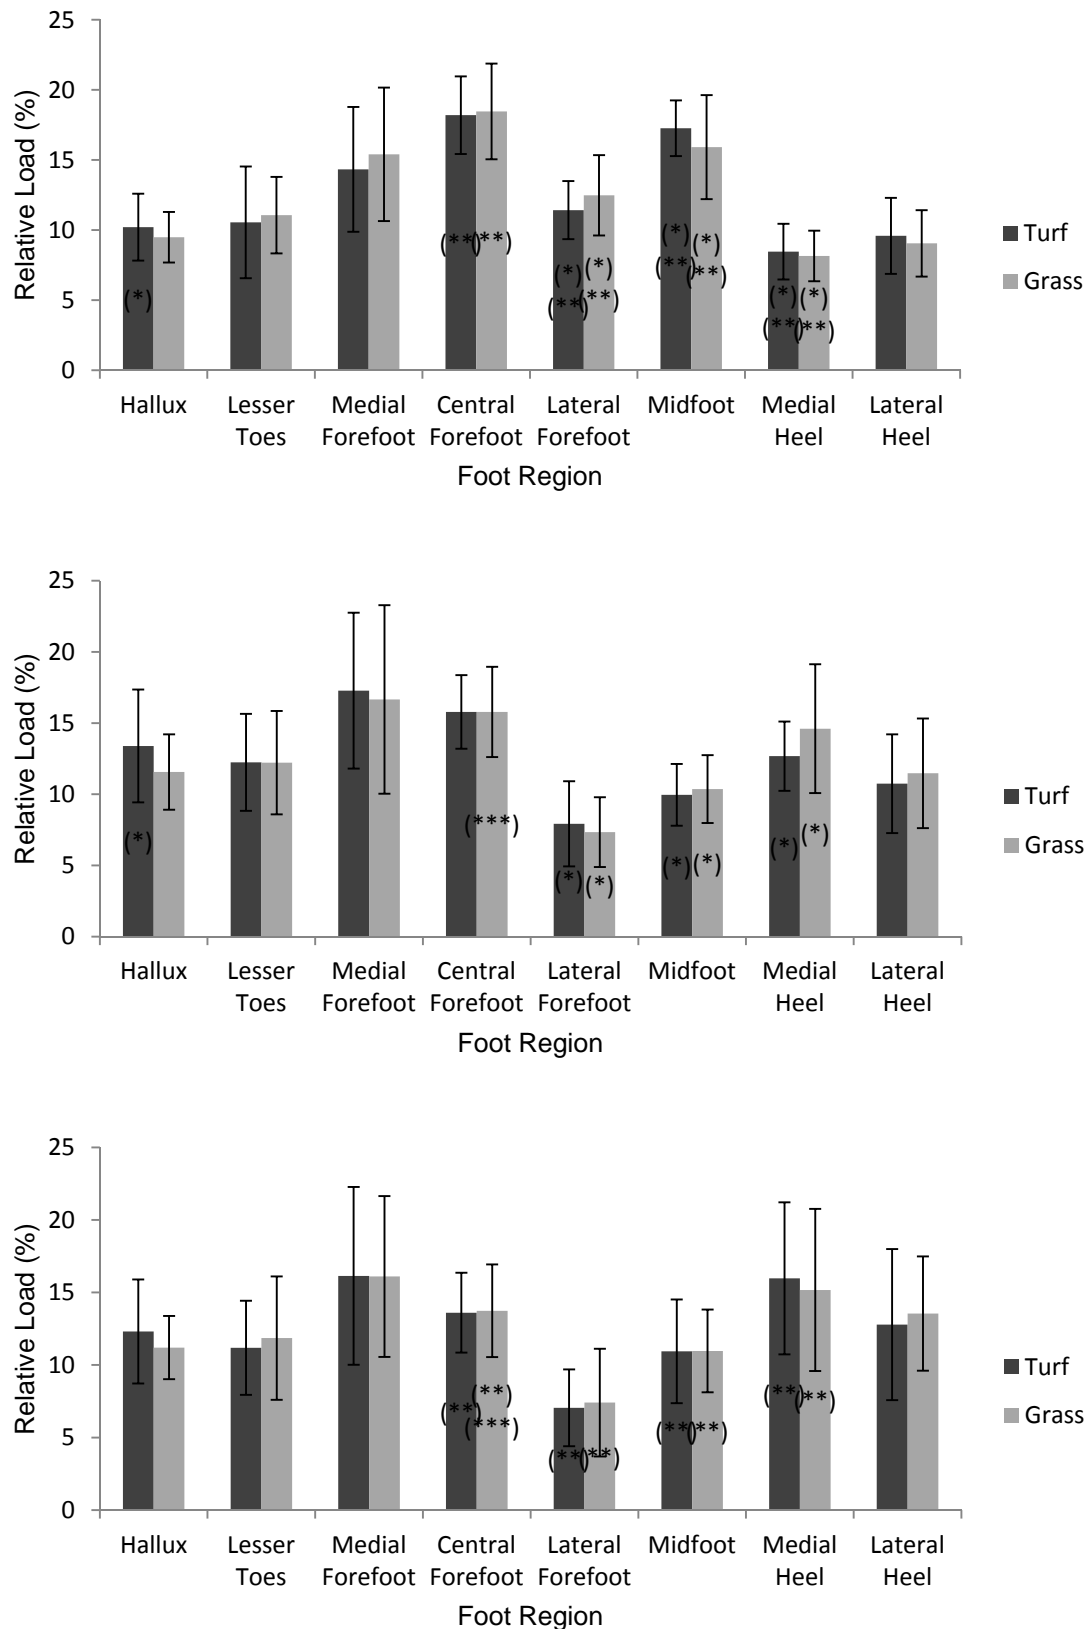 25
20
15
10
5
0
Relative Load (%)
(*)
(**)
(**)
(*)
(**)
(*)
(**)
(*)
(**)
(*)
(**)
(*)
(**)
(*)
(**)
Turf
Grass
Hallux
Lesser
Toes
Medial
Forefoot
Central
Forefoot
Lateral
Forefoot
Midfoot
Medial
Heel
Lateral
Heel
Foot Region
25
20
15
10
5
0
Relative Load (%)
(*)
(***)
(*)
(*)
(*)
(*)
(*)
(*)
Turf
Grass
Hallux
Lesser
Toes
Medial
Forefoot
Central
Forefoot
Lateral
Forefoot
Midfoot
Medial
Heel
Lateral
Heel
Foot Region
25
20
15
10
5
0
Relative Load (%)
(**)
(**)
(***)
(**)
(**)
(**)
(**)
(**)
(**)
Turf
Grass
Hallux
Lesser
Toes
Medial
Forefoot
Central
Forefoot
Lateral
Forefoot
Midfoot
Medial
Heel
Lateral
Heel
Foot Region